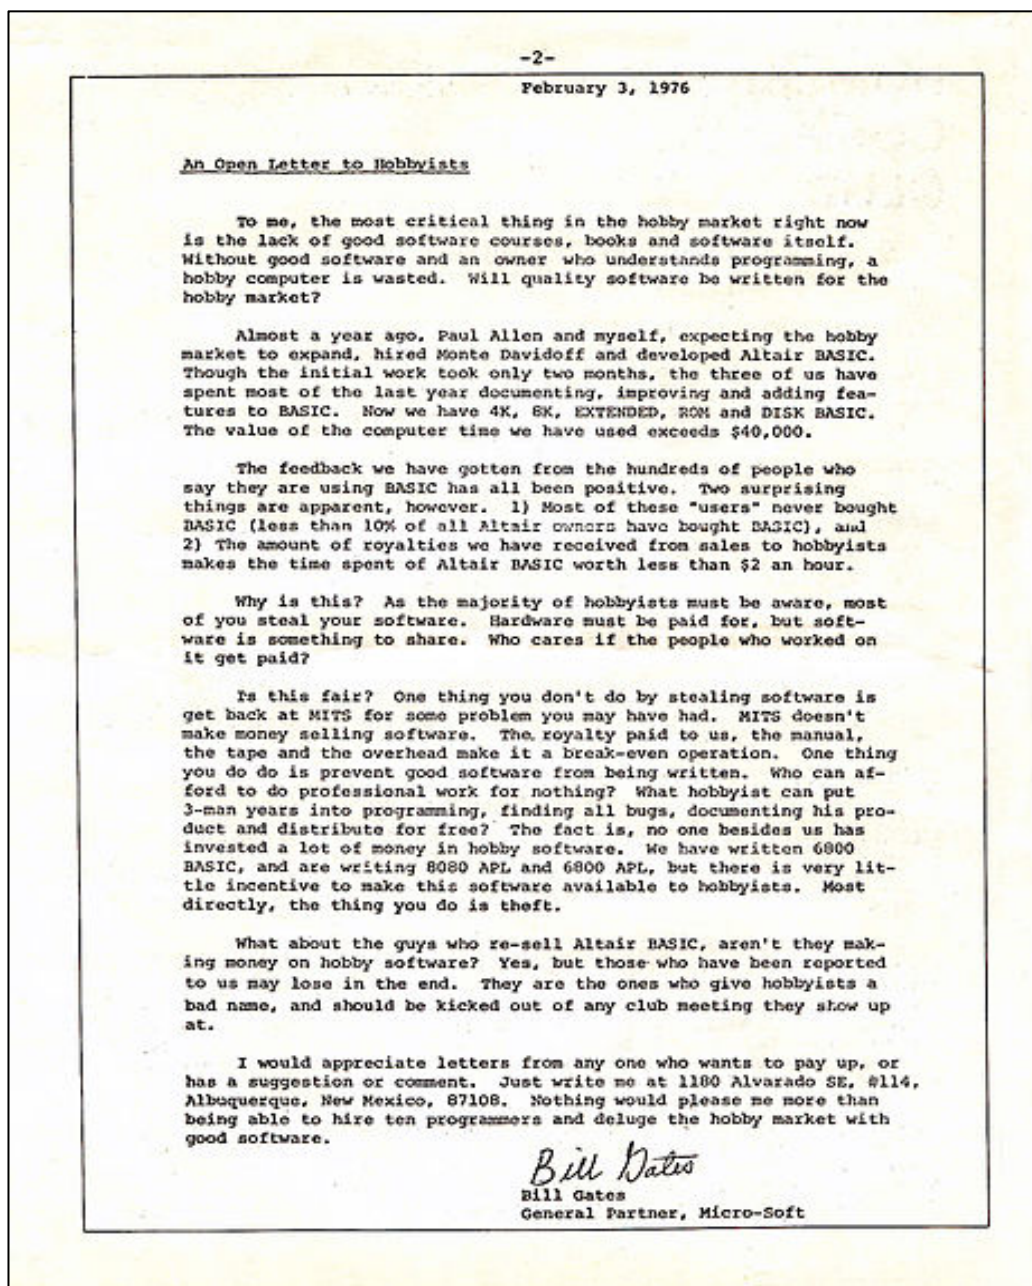 -2-
February 3, 1976
An Open Letter to Hobbyists
To me, the most critical thing in the hobby market right now
is the lack of good software courses, books and software itself.
Without good software and an owner who understands programming, a
hobby computer is wasted.  Will quality software be written for the
hobby market?
Almost a year ago, Paul Allen and myself, expecting the hobby
market to expand, hired Monte Davidoff and developed Altair BASIC.
Though the initial work took only two months, the three of us have
spent most of the last year documenting, improving and adding fea-
tures to BASIC.  Now we have 4K, 8K, EXTENDED, ROM and DISK BASIC.
The value of the computer time we have used exceeds $40,000.
The feedback we have gotten from the hundreds of people who
say they are using BASIC has all been positive.  Two surprising
things are apparent, however.  1) Most of these "users" never bought
BASIC (less than 10% of all Altair owners have bought BASIC), and
2) The amount of royalties we have received from sales to hobbyists
makes the time spent of Altair BASIC worth less than $2 an hour.
Why is this?  As the majority of hobbyists must be aware, most
of you steal your software.  Hardware must be paid for, but soft-
ware is something to share.  Who cares if the people who worked on
it get paid?
Is this fair?  One thing you don't do by stealing software is
get back at MITS for some problem you may have had.  MITS doesn't
make money selling software.  The royalty paid to us, the manual,
the tape and the overhead make it a break-even operation.  One thing
you do do is prevent good software from being written.  Who can af-
ford to do professional work for nothing?  What hobbyist can put
3-man years into programming, finding all bugs, documenting his pro-
duct and distribute for free?  The fact is, no one besides us has
invested a lot of money in hobby software.  We have written 6800
BASIC, and are writing 8080 APL and 6800 APL, but there is very lit-
tle incentive to make this software available to hobbyists.  Most
directly, the thing you do is theft.
What about the guys who re-sell Altair BASIC, aren't they mak-
ing money on hobby software?  Yes, but those who have been reported
to us may lose in the end.  They are the ones who give hobbyists a
bad name, and should be kicked out of any club meeting they show up
at.
I would appreciate letters from any one who wants to pay up, or
has a suggestion or comment.  Just write me at 1180 Alvarado SE, #114,
Albuquerque, New Mexico, 87108.  Nothing would please me more than
being able to hire ten programmers and deluge the hobby market with
good software.
Bill Gates
Bill Gates
General Partner, Micro-Soft